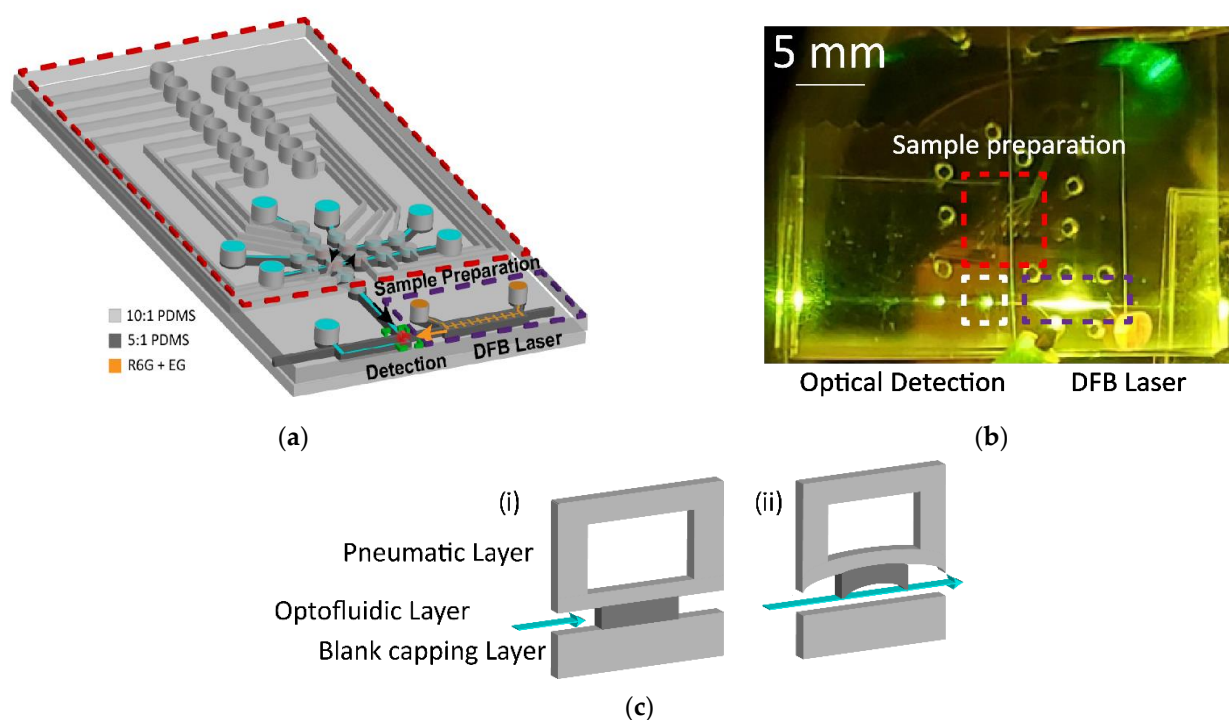 Sample Preparation
10:1 PDMS
5:1 PDMS
R6G + EG
Detection
DFB Laser
(a)
5 mm
Sample preparation
Optical Detection
DFB Laser
(b)
(i)
(ii)
Pneumatic Layer
Optofluidic Layer
Blank capping Layer
(c)